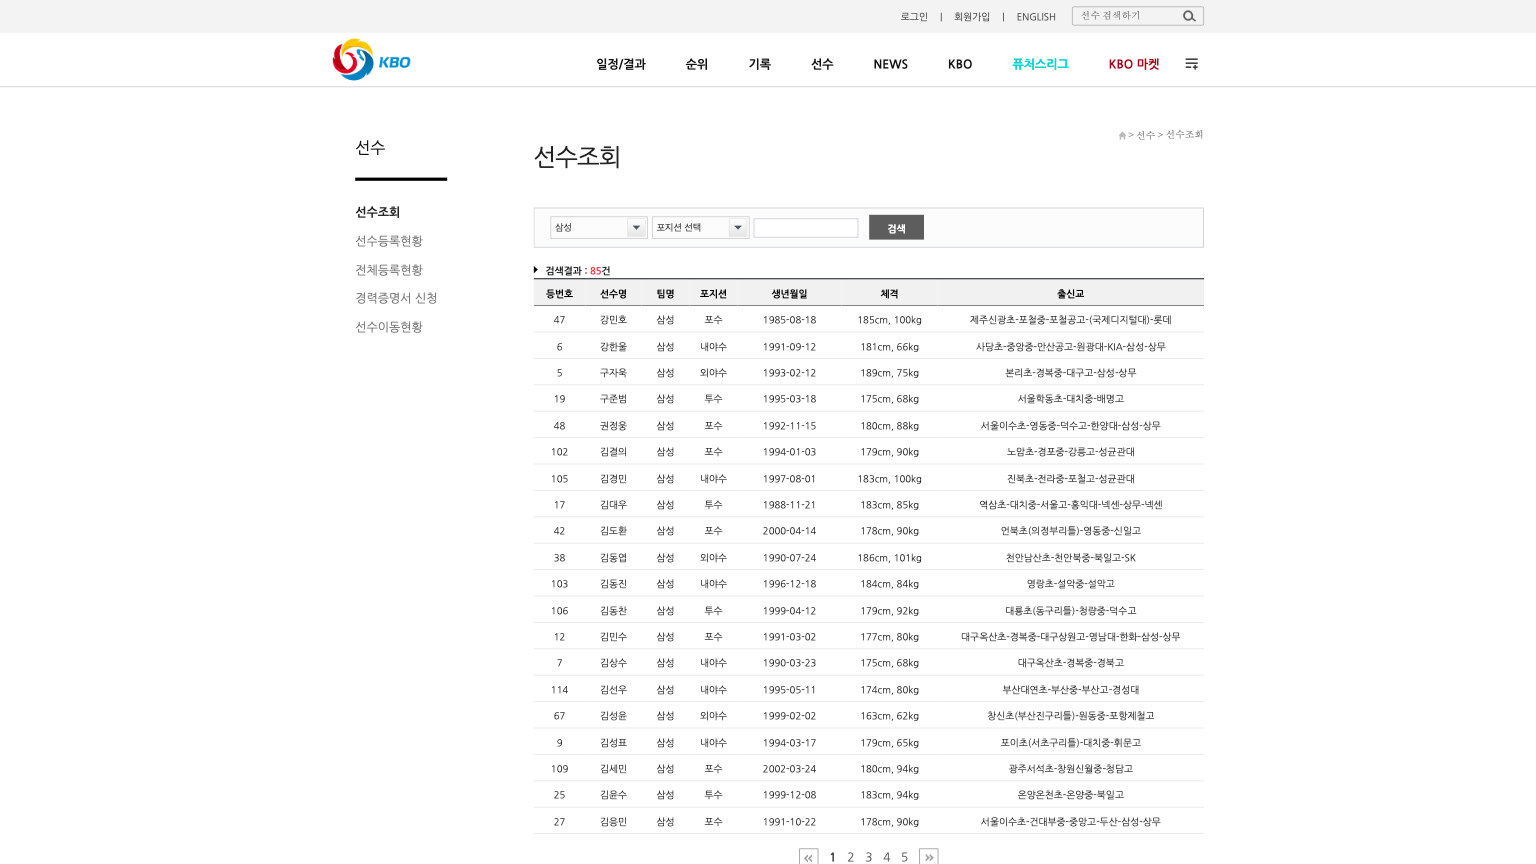 로그인 | 회원가입 | ENGLISH 선수 검색하기
KBO 일정/결과 순위 기록 선수 NEWS KBO 퓨처스리그 KBO 마켓
> 선수 > 선수조회
선수
선수조회
선수등록현황
전체등록현황
경력증명서 신청
선수이동현황
선수조회
삼성 포지션 선택 검색
검색결과 : 85건
등번호 선수명 팀명 포지션 생년월일 체격 출신교
47 강민호 삼성 포수 1985-08-18 185cm, 100kg 제주신광초-포철중-포철공고-(국제디지털대)-롯데
6 강한울 삼성 내야수 1991-09-12 181cm, 66kg 사당초-중앙중-안산공고-원광대-KIA-삼성-상무
5 구자욱 삼성 외야수 1993-02-12 189cm, 75kg 본리초-경복중-대구고-삼성-상무
19 구준범 삼성 투수 1995-03-18 175cm, 68kg 서울학동초-대치중-배명고
48 권정웅 삼성 포수 1992-11-15 180cm, 88kg 서울이수초-영동중-덕수고-한양대-삼성-상무
102 김결의 삼성 포수 1994-01-03 179cm, 90kg 노암초-경포중-강릉고-성균관대
105 김경민 삼성 내야수 1997-08-01 183cm, 100kg 진북초-전라중-포철고-성균관대
17 김대우 삼성 투수 1988-11-21 183cm, 85kg 역삼초-대치중-서울고-홍익대-넥센-상무-넥센
42 김도환 삼성 포수 2000-04-14 178cm, 90kg 언북초(의정부리틀)-영동중-신일고
38 김동엽 삼성 외야수 1990-07-24 186cm, 101kg 천안남산초-천안북중-북일고-SK
103 김동진 삼성 내야수 1996-12-18 184cm, 84kg 영랑초-설악중-설악고
106 김동찬 삼성 투수 1999-04-12 179cm, 92kg 대룡초(동구리틀)-청량중-덕수고
12 김민수 삼성 포수 1991-03-02 177cm, 80kg 대구옥산초-경복중-대구상원고-영남대-한화-삼성-상무
7 김상수 삼성 내야수 1990-03-23 175cm, 68kg 대구옥산초-경복중-경북고
114 김선우 삼성 내야수 1995-05-11 174cm, 80kg 부산대연초-부산중-부산고-경성대
67 김성윤 삼성 외야수 1999-02-02 163cm, 62kg 창신초(부산진구리틀)-원동중-포항제철고
9 김성표 삼성 내야수 1994-03-17 179cm, 65kg 포이초(서초구리틀)-대치중-휘문고
109 김세민 삼성 포수 2002-03-24 180cm, 94kg 광주서석초-창원신월중-청담고
25 김윤수 삼성 투수 1999-12-08 183cm, 94kg 온양온천초-온양중-북일고
27 김응민 삼성 포수 1991-10-22 178cm, 90kg 서울이수초-건대부중-중앙고-두산-삼성-상무
1 2 3 4 5